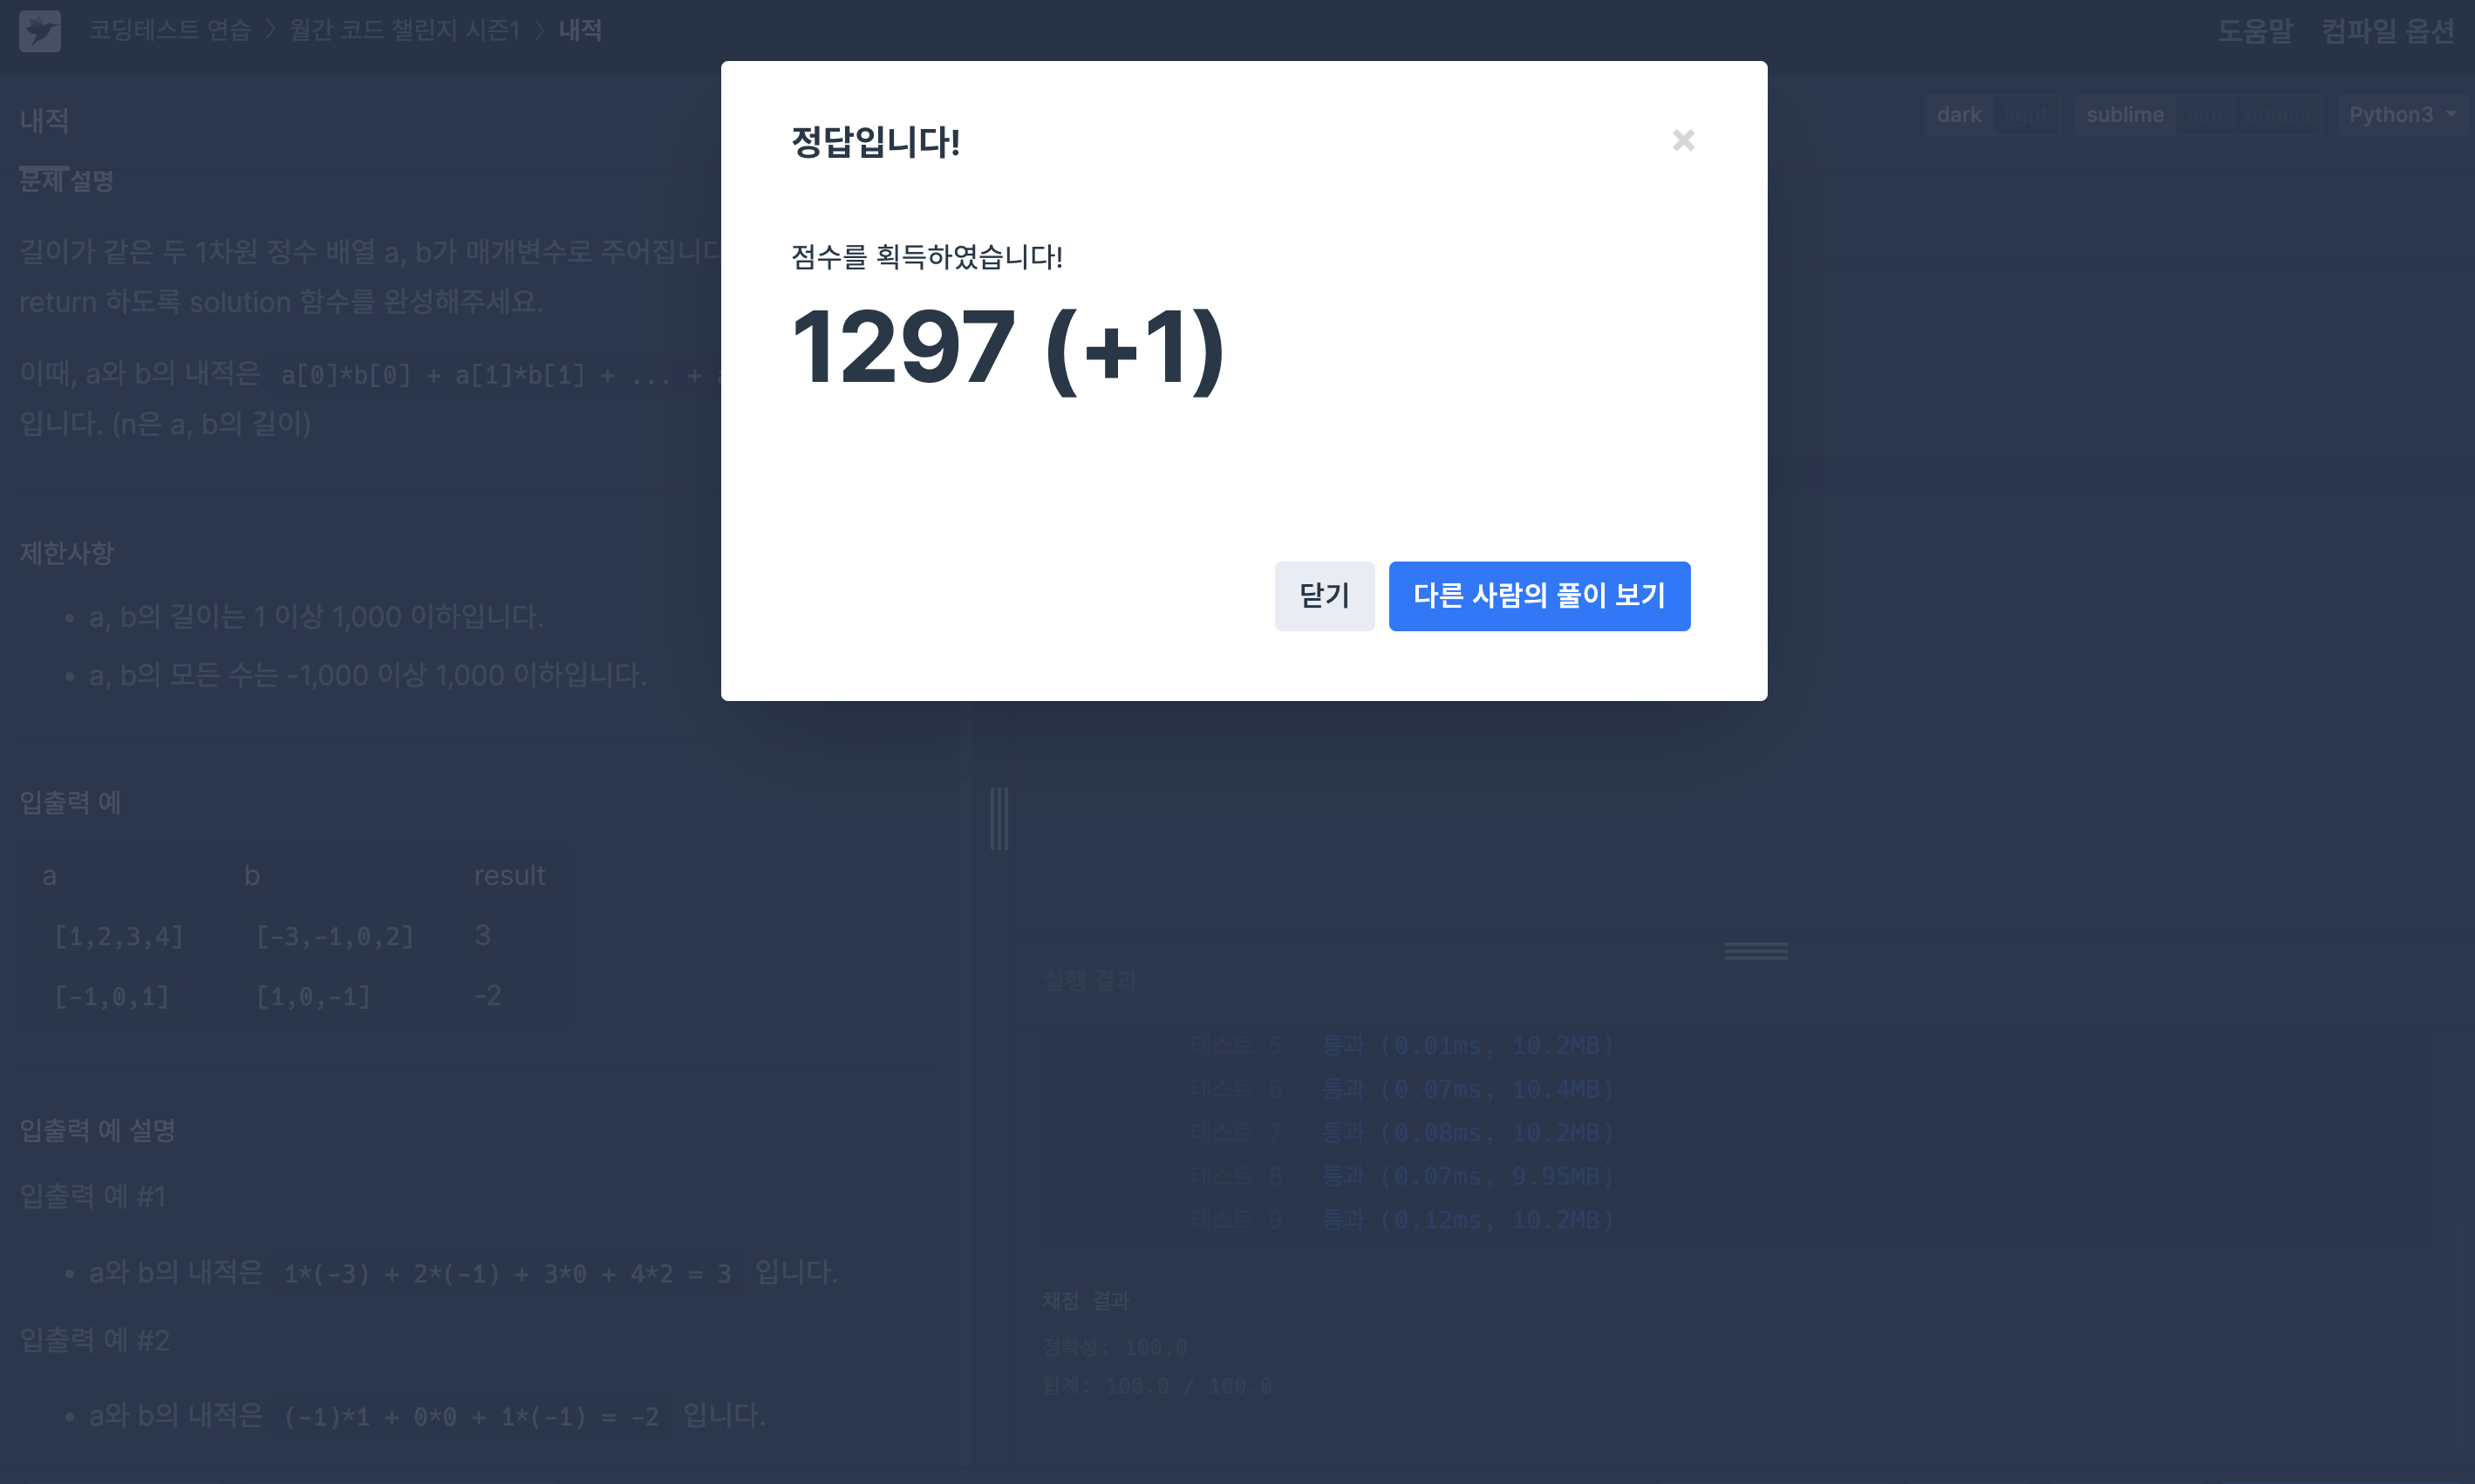 코딩테스트 연습 > 월간 코드 챌린지 시즌1 > 내적
도움말 컴파일 옵션
내적
dark light sublime vim emacs Python3
문제 설명
길이가 같은 두 1차원 정수 배열 a, b가 매개변수로 주어집니
return 하도록 solution 함수를 완성해주세요.
이때, a와 b의 내적은 a[0]*b[0] + a[1]*b[1] + ... +
입니다. (n은 a, b의 길이)
제한사항
• a, b의 길이는 1 이상 1,000 이하입니다.
• a, b의 모든 수는 -1,000 이상 1,000 이하입니다.
입출력 예
a b result
[1,2,3,4] [-3,-1,0,2] 3
[-1,0,1] [1,0,-1] -2
입출력 예 설명
입출력 예 #1
• a와 b의 내적은 1*(-3) + 2*(-1) + 3*0 + 4*2 = 3 입니다.
입출력 예 #2
• a와 b의 내적은 (-1)*1 + 0*0 + 1*(-1) = -2 입니다.
정답입니다!
×
점수를 획득하였습니다!
1297 (+1)
닫기 다른 사람의 풀이 보기
실행 결과
테스트 5 통과 (0.01ms, 10.2MB)
테스트 6 통과 (0.07ms, 10.4MB)
테스트 7 통과 (0.08ms, 10.2MB)
테스트 8 통과 (0.07ms, 9.95MB)
테스트 9 통과 (0.12ms, 10.2MB)
채점 결과
정확성: 100.0
합계: 100.0 / 100.0